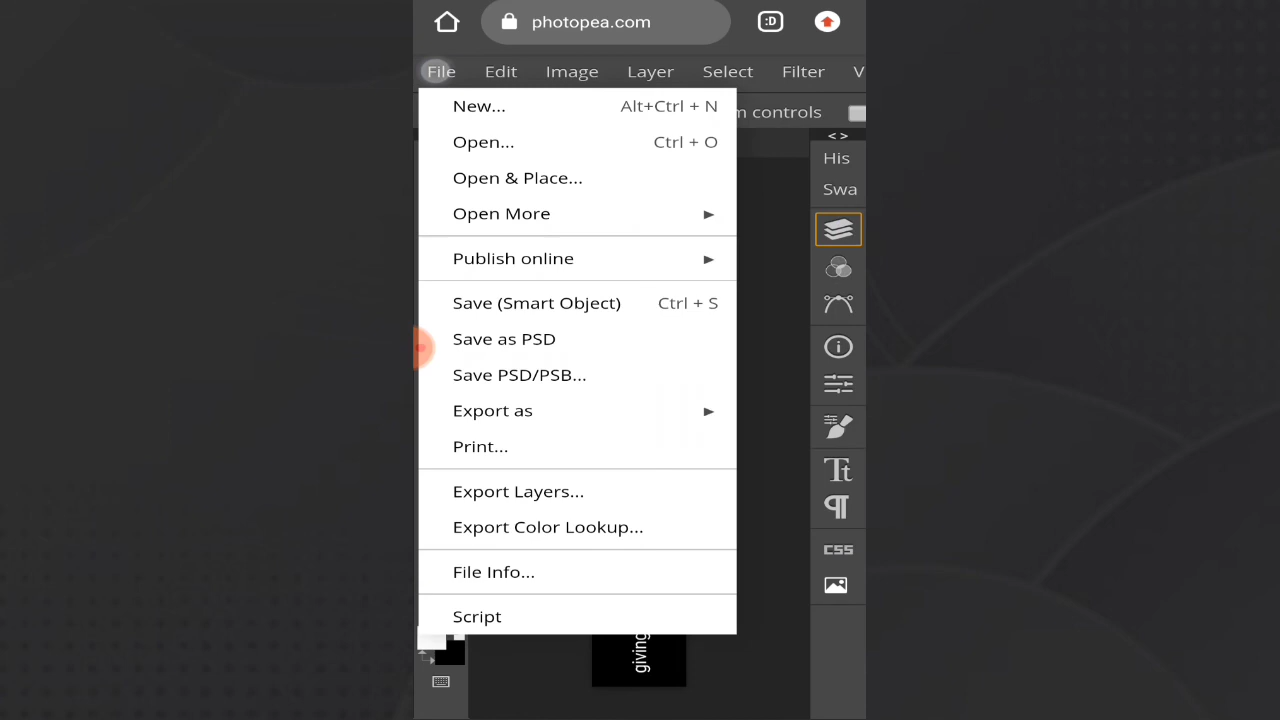 photopea.com :D
File Edit Image Layer Select Filter V
New... Alt+Ctrl + N
m controls
Open... Ctrl + O
< >
His
Open & Place...
Swa
Open More
Publish online
Save (Smart Object) Ctrl + S
Save as PSD
Save PSD/PSB...
Export as
Print...
Tt
Export Layers...
¶
Export Color Lookup...
CSS
File Info...
Script
giving